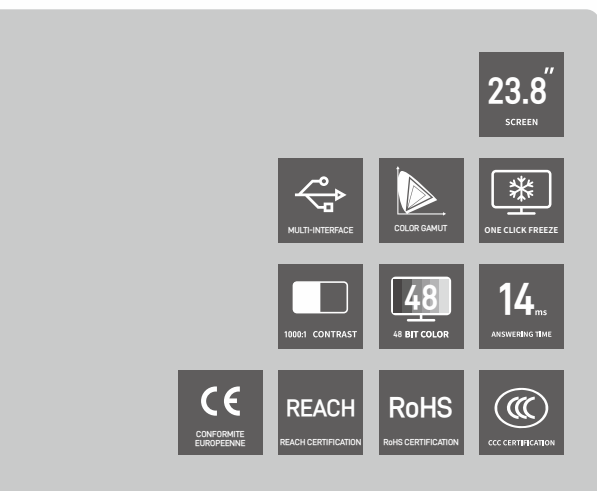 23.8″
SCREEN
MULTI-INTERFACE
COLOR GAMUT
ONE CLICK FREEZE
1000:1 CONTRAST
48
48 BIT COLOR
14ms
ANSWERING TIME
CE
CONFORMITE
EUROPEENNE
REACH
REACH CERTIFICATION
RoHS
RoHS CERTIFICATION
CCC
CCC CERTIFICATION